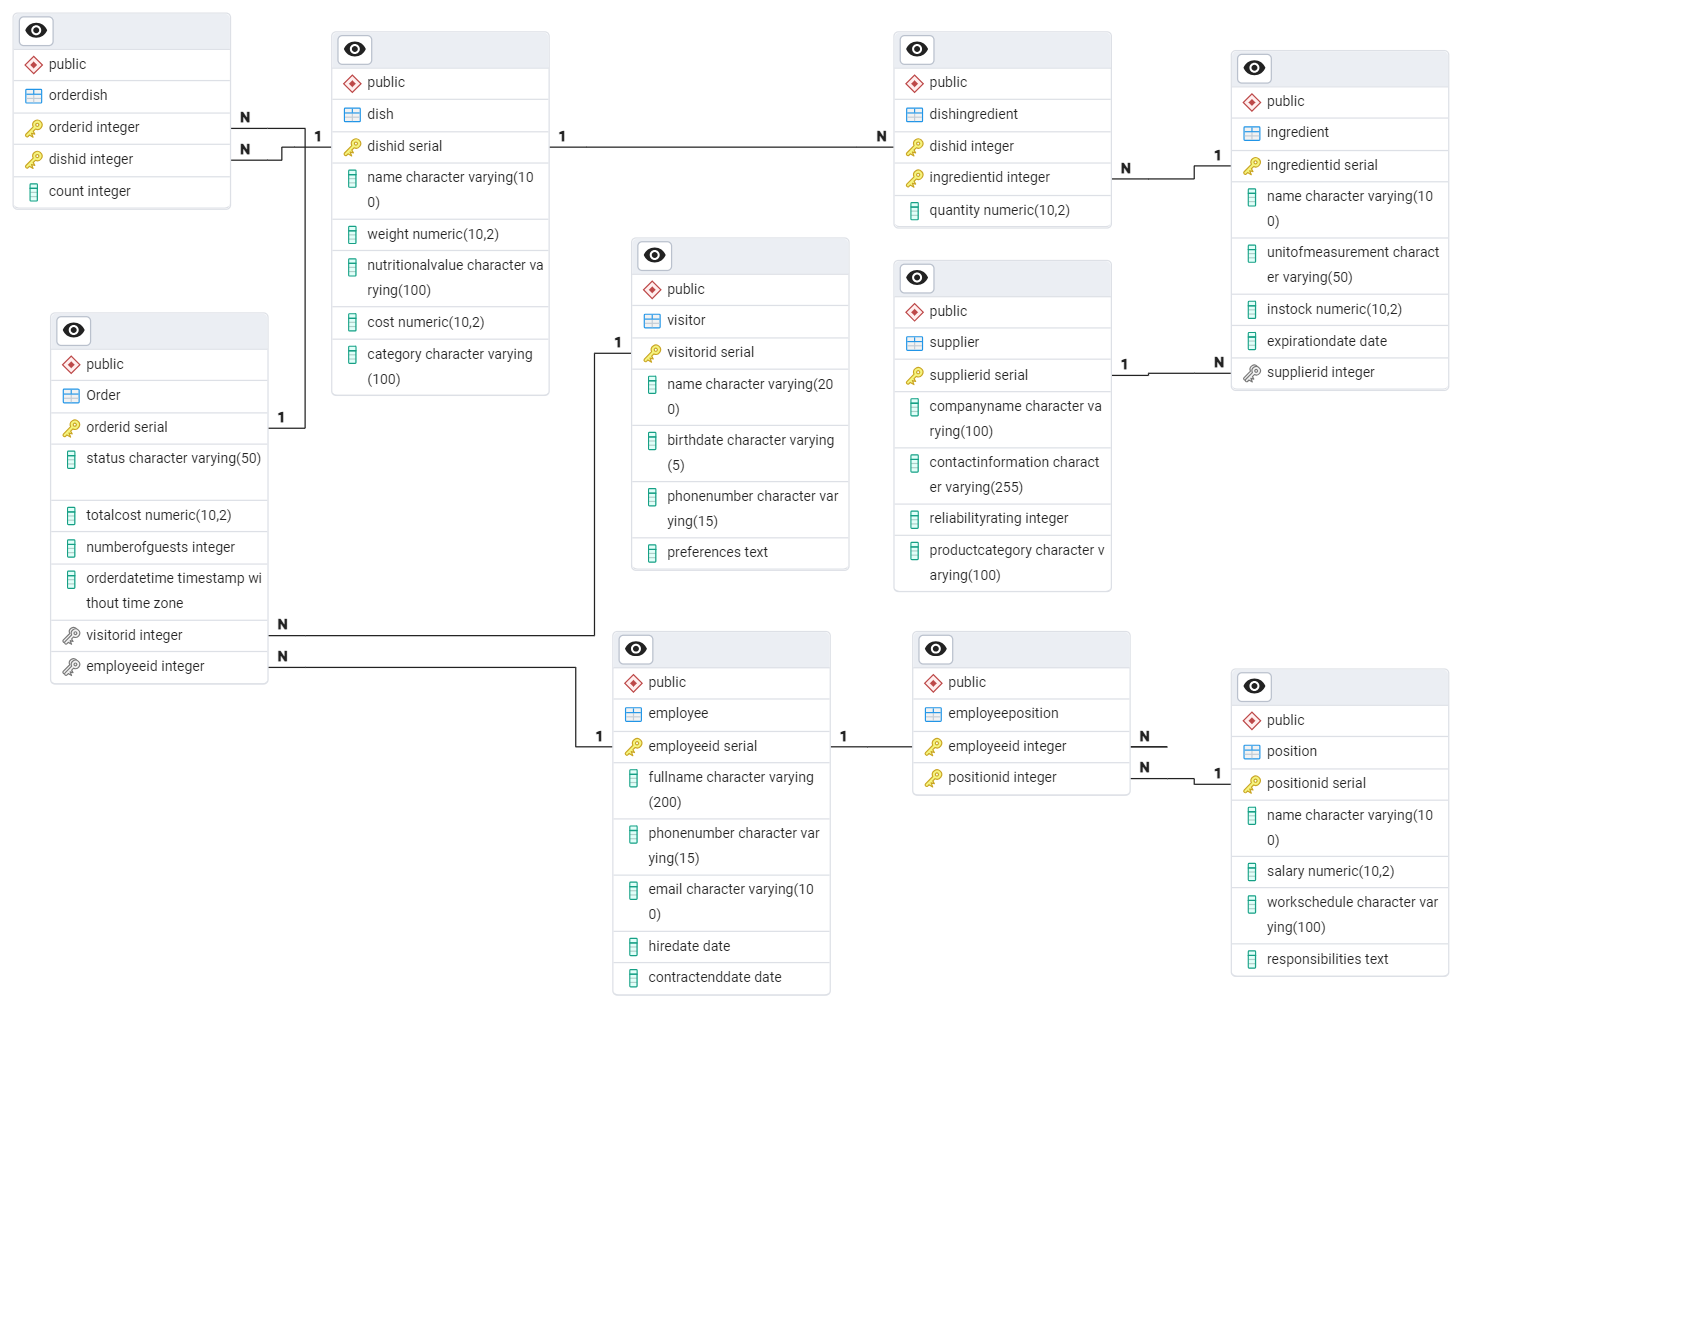 public
orderdish
orderid integer
dishid integer
count integer
N
N
1
public
dish
dishid serial
name character varying(10
0)
weight numeric(10,2)
nutritionalvalue character va
rying(100)
cost numeric(10,2)
category character varying
(100)
1
N
public
dishingredient
dishid integer
ingredientid integer
quantity numeric(10,2)
N
1
public
ingredient
ingredientid serial
name character varying(10
0)
unitofmeasurement charact
er varying(50)
instock numeric(10,2)
expirationdate date
supplierid integer
public
Order
orderid serial
status character varying(50)
totalcost numeric(10,2)
numberofguests integer
orderdatetime timestamp wi
thout time zone
visitorid integer
employeeid integer
1
N
N
1
public
visitor
visitorid serial
name character varying(20
0)
birthdate character varying
(5)
phonenumber character var
ying(15)
preferences text
public
supplier
supplierid serial
companyname character va
rying(100)
contactinformation charact
er varying(255)
reliabilityrating integer
productcategory character v
arying(100)
1
N
1
public
employee
employeeid serial
fullname character varying
(200)
phonenumber character var
ying(15)
email character varying(10
0)
hiredate date
contractenddate date
1
public
employeeposition
employeeid integer
positionid integer
N
N
1
public
position
positionid serial
name character varying(10
0)
salary numeric(10,2)
workschedule character var
ying(100)
responsibilities text